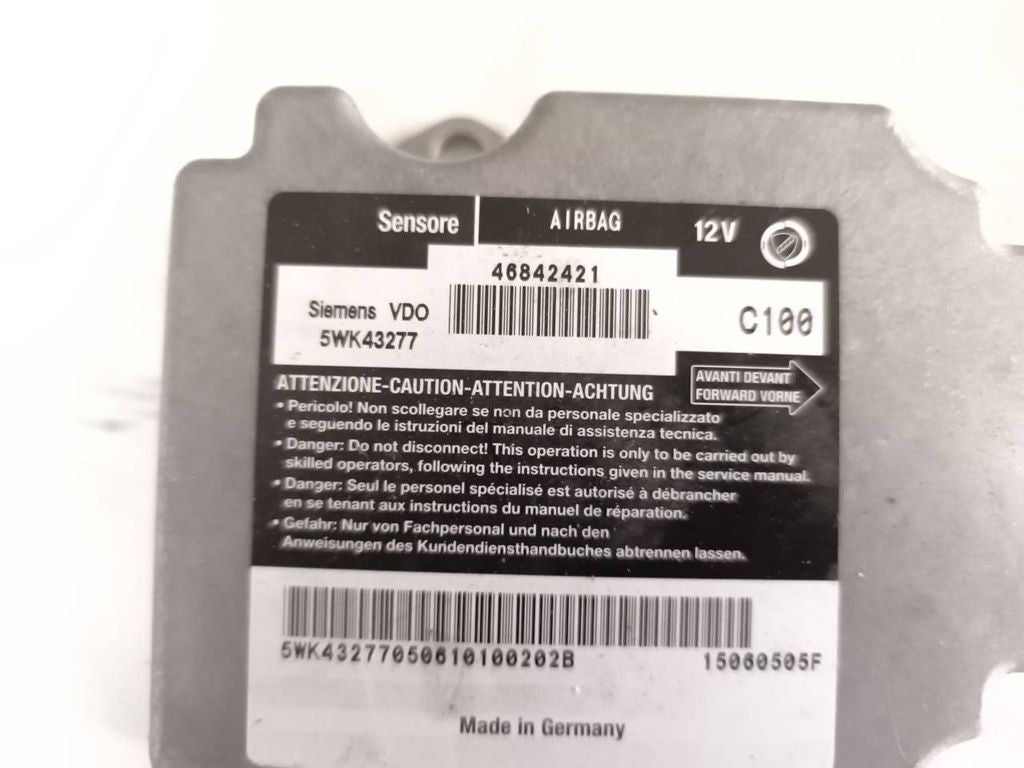 Sensore AIRBAG 12V
46842421
Siemens VDO
5WK43277
C100
ATTENZIONE-CAUTION-ATTENTION-ACHTUNG
AVANTI DEVANT
FORWARD VORNE
• Pericolo! Non scollegare se non da personale specializzato
e seguendo le istruzioni del manuale di assistenza tecnica.
• Danger: Do not disconnect! This operation is only to be carried out by
skilled operators, following the instructions given in the service manual.
• Danger: Seul le personel spécialisé est autorisé à débrancher
en se tenant aux instructions du manuel de réparation.
• Gefahr: Nur von Fachpersonal und nach den
Anweisungen des Kundendiensthandbuches abtrennen lassen.
5WK43277050610100202B 15060505F
Made in Germany